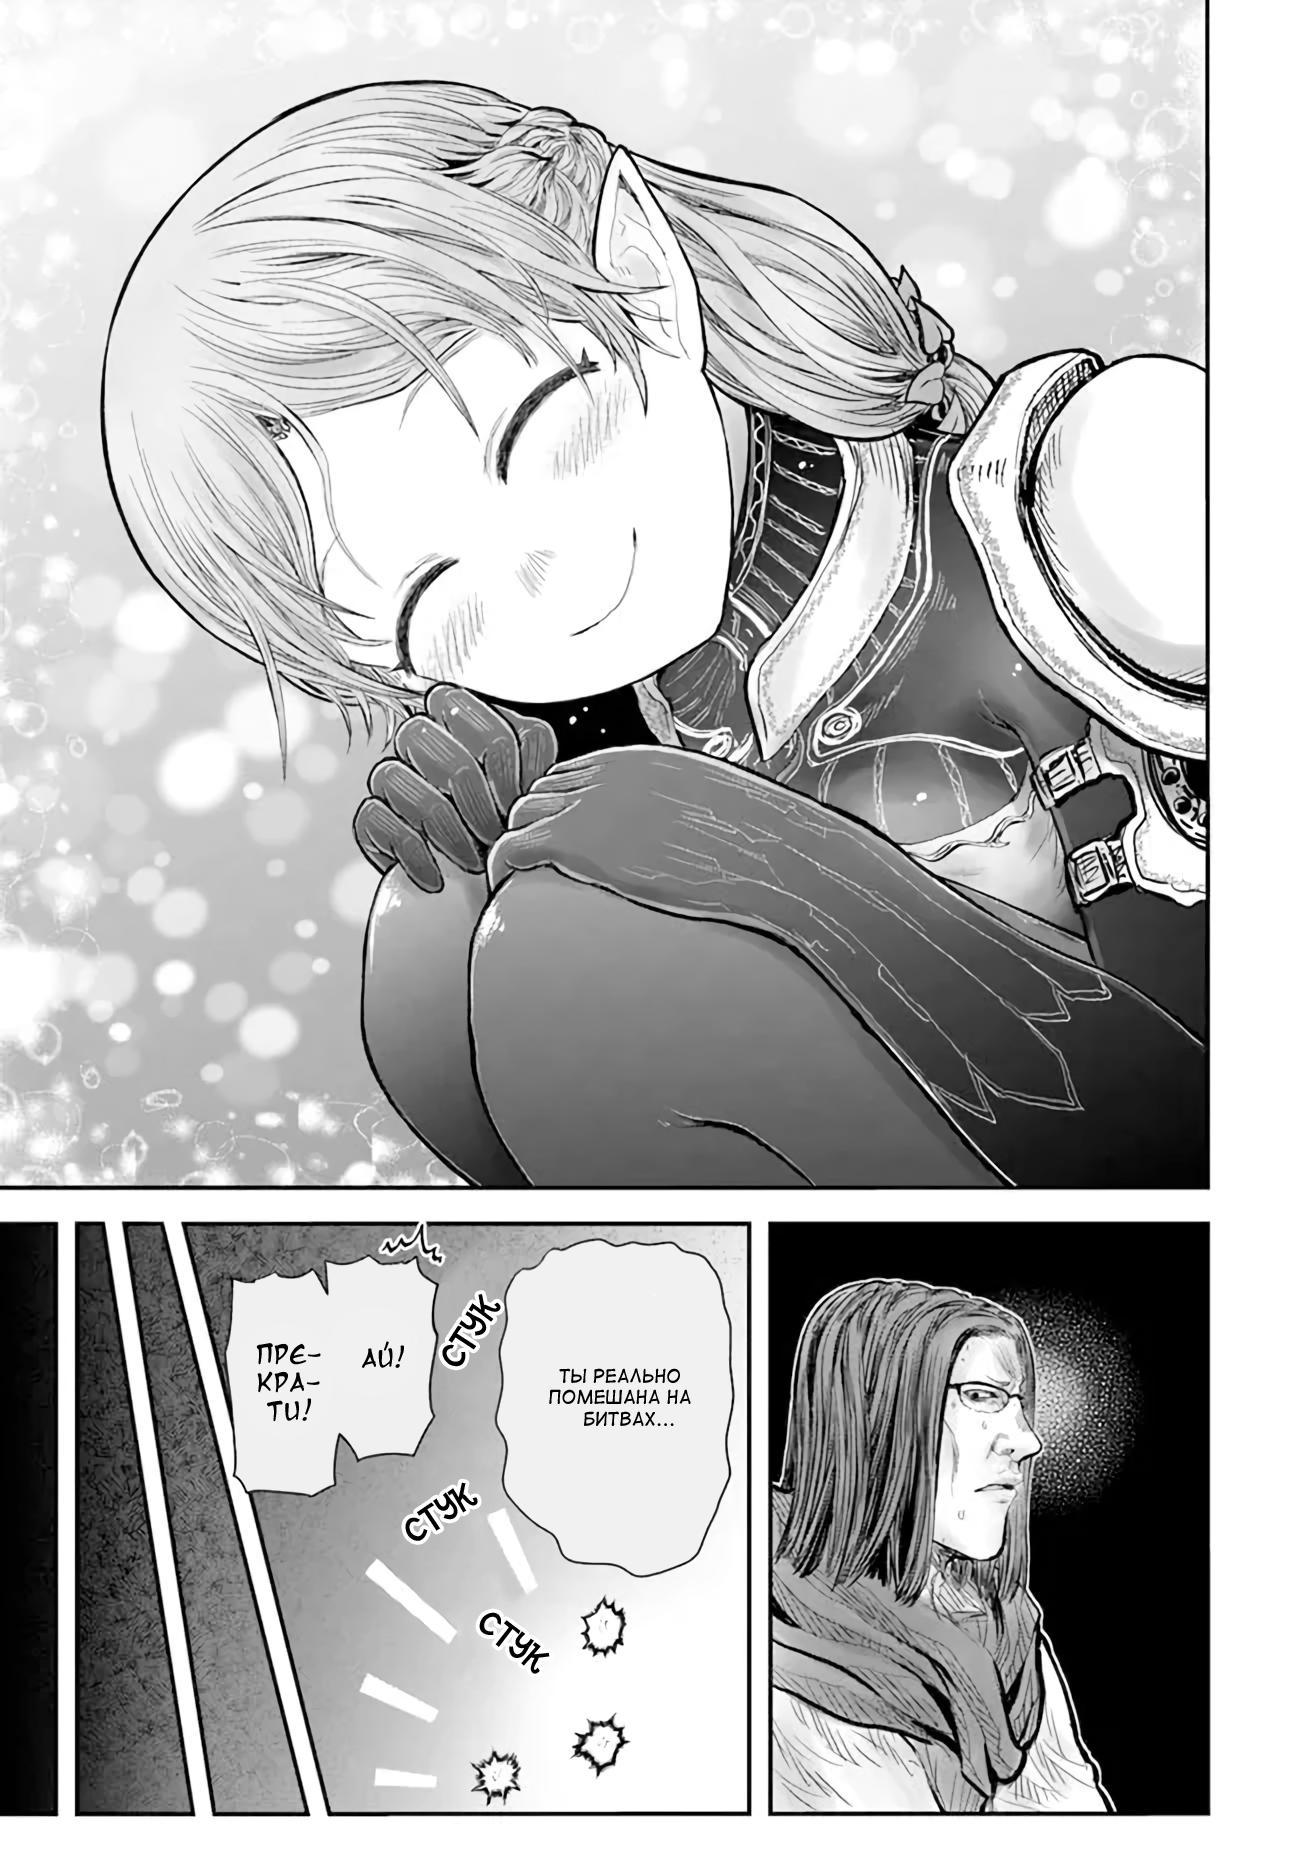 ТЫ РЕАЛЬНО
ПОМЕШАНА НА
БИТВАХ...
СТУК
АЙ!
ПРЕ-
КРА-
ТИ!
СТУК
СТУК